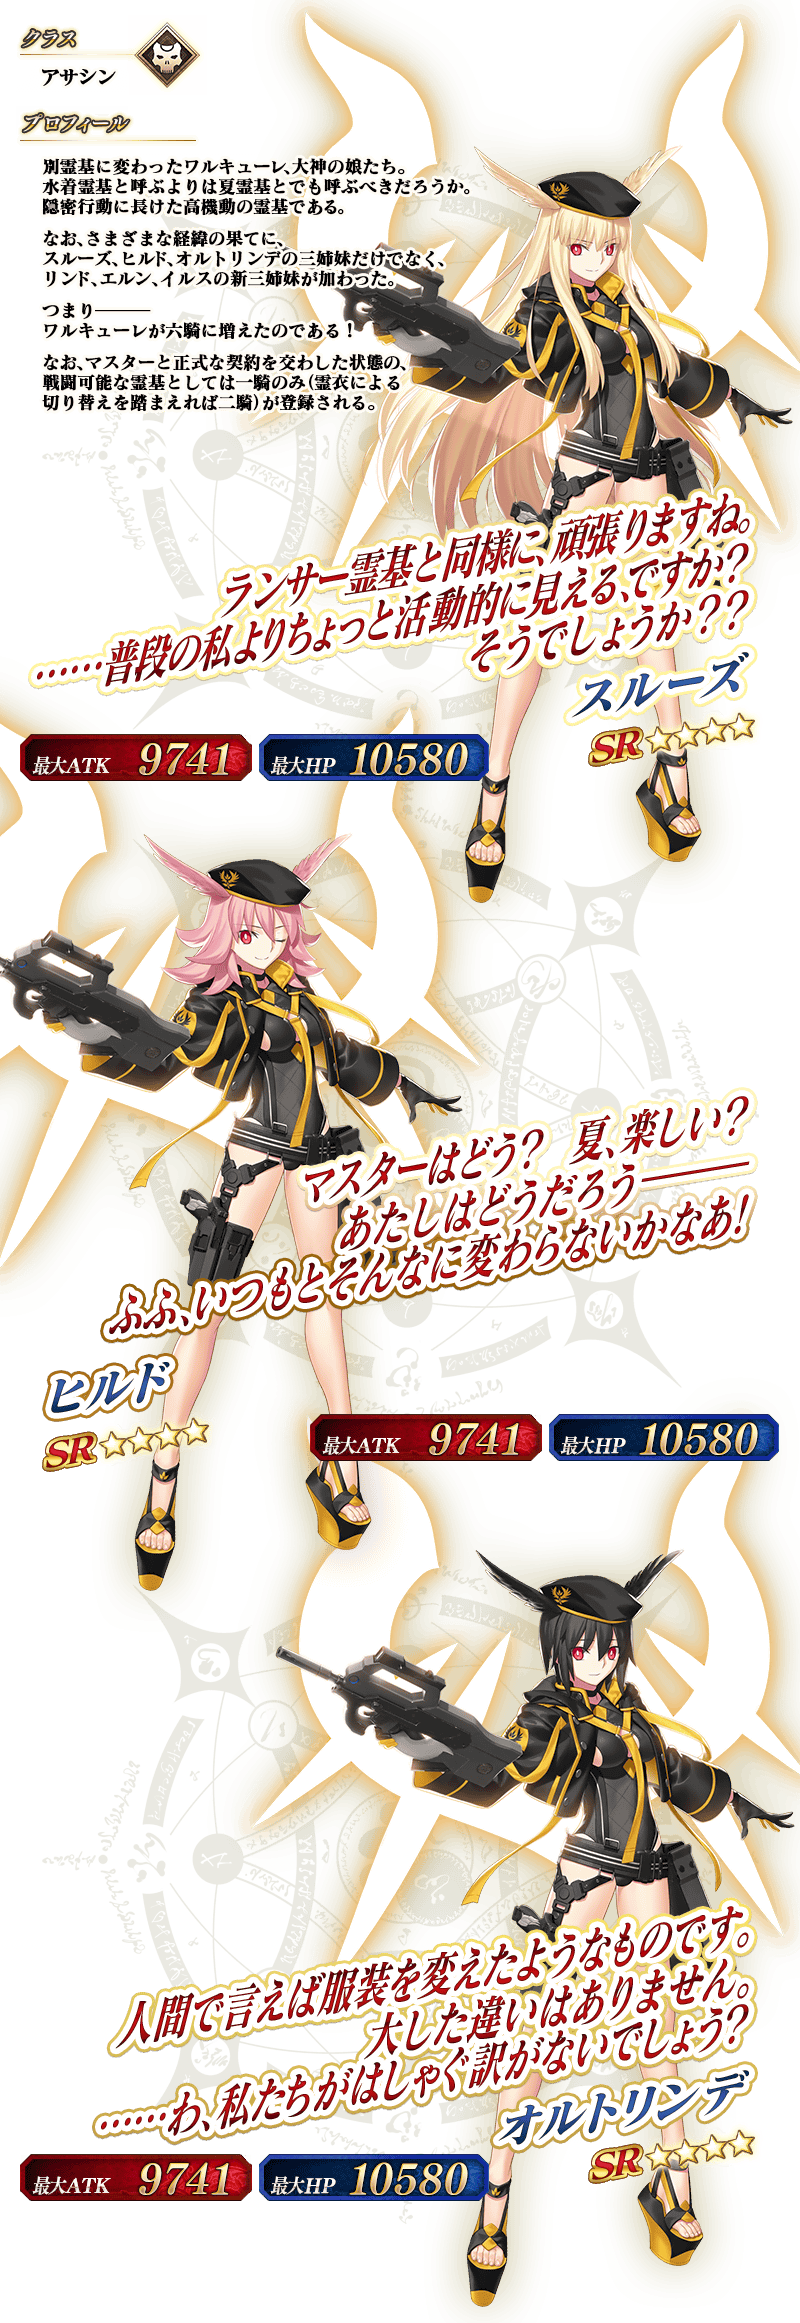 クラス
アサシン
プロフィール
別霊基に変わったワルキューレ、大神の娘たち。
水着霊基と呼ぶよりは夏霊基とでも呼ぶべきだろうか。
隠密行動に長けた高機動の霊基である。
なお、さまざまな経緯の果てに、
スルーズ、ヒルド、オルトリンデの三姉妹だけでなく、
リンド、エルン、イルスの新三姉妹が加わった。
つまり―――
ワルキューレが六騎に増えたのである！
なお、マスターと正式な契約を交わした状態の、
戦闘可能な霊基としては一騎のみ（霊衣による
切り替えを踏まえれば二騎）が登録される。
ランサー霊基と同様に、頑張りますね。
……普段の私よりちょっと活動的に見える、ですか？
そうでしょうか？？
スルーズ
SR
最大ATK 9741 最大HP 10580
マスターはどう？　夏、楽しい？
あたしはどうだろう―――
ふふ、いつもとそんなに変わらないかなあ！
ヒルド
SR
最大ATK 9741 最大HP 10580
人間で言えば服装を変えたようなものです。
大した違いはありません。
……わ、私たちがはしゃぐ訳がないでしょう？
オルトリンデ
SR
最大ATK 9741 最大HP 10580